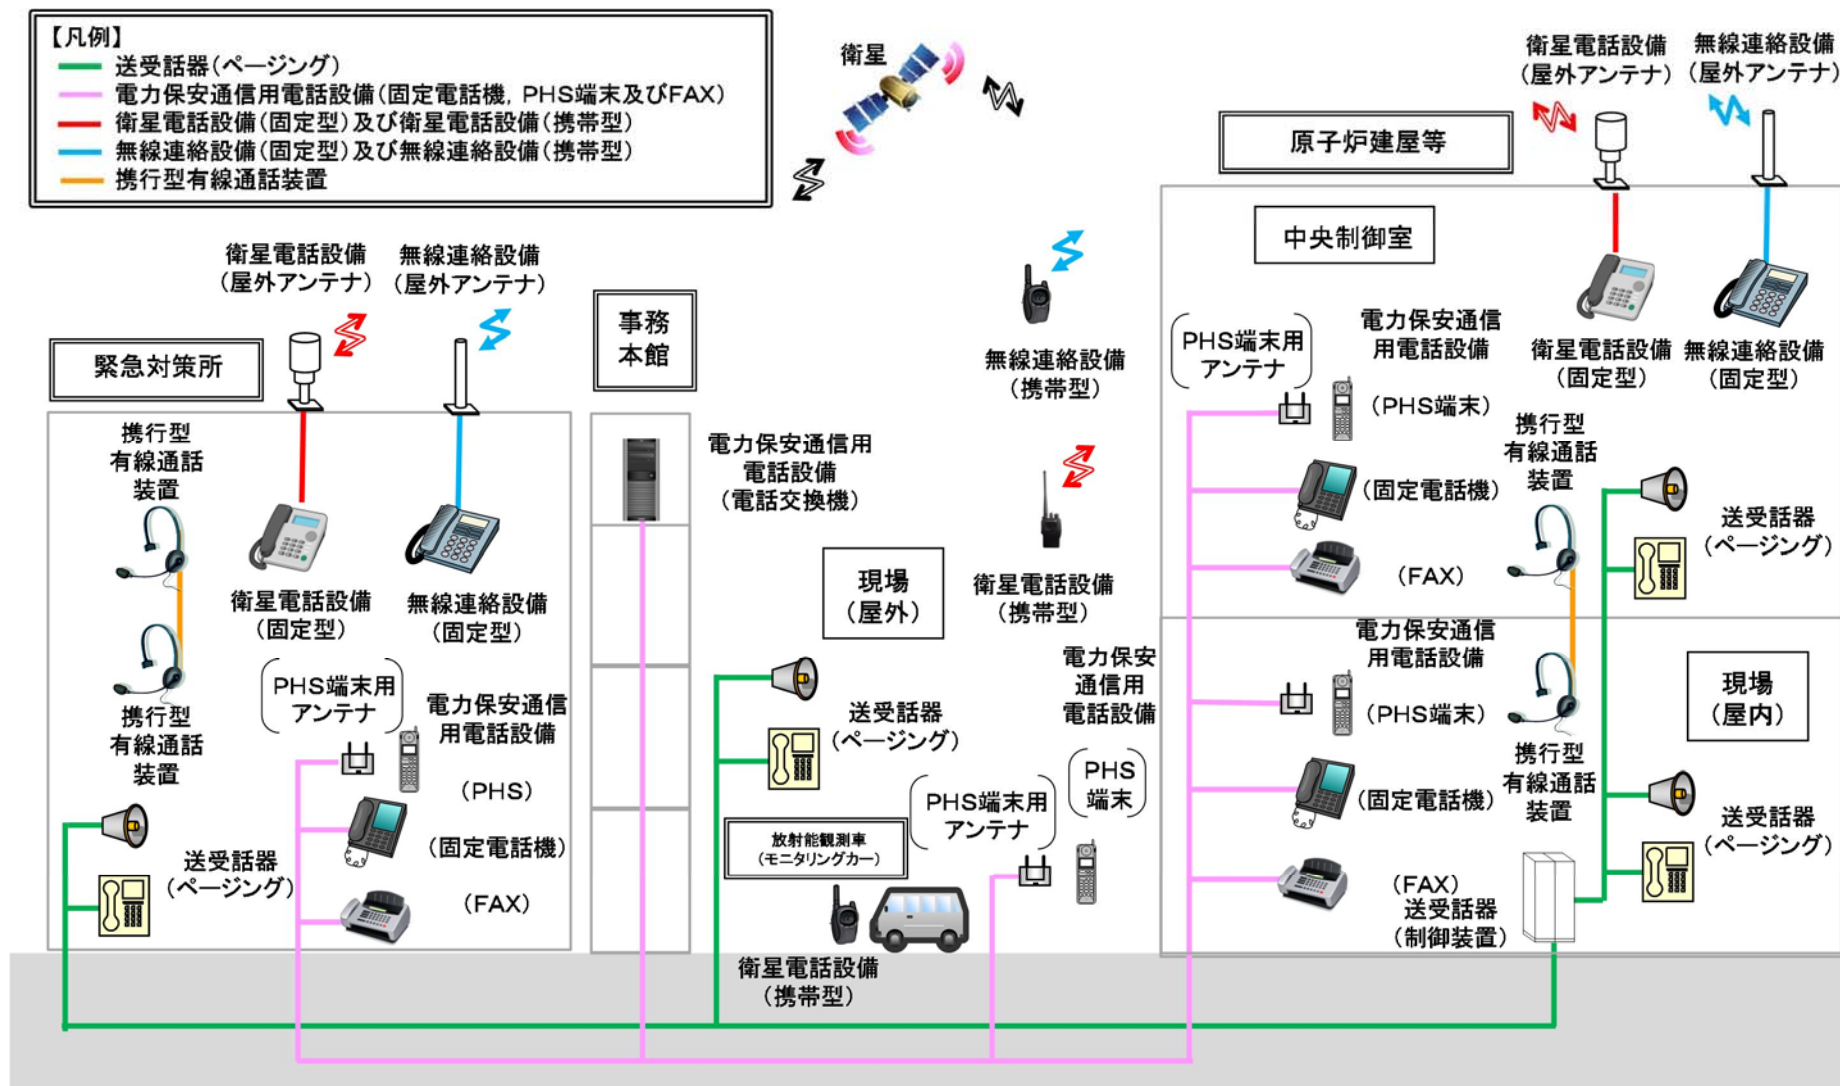 【凡例】
送受話器(ページング)
電力保安通信用電話設備(固定電話機, PHS端末及びFAX)
衛星電話設備(固定型)及び衛星電話設備(携帯型)
無線連絡設備(固定型)及び無線連絡設備(携帯型)
携行型有線通話装置
衛星
緊急対策所
衛星電話設備
(屋外アンテナ)
無線連絡設備
(屋外アンテナ)
携行型
有線通話
装置
衛星電話設備
(固定型)
無線連絡設備
(固定型)
携行型
有線通話
装置
PHS端末用
アンテナ
電力保安通信
用電話設備
(PHS)
(固定電話機)
(FAX)
送受話器
(ページング)
事務
本館
電力保安通信用
電話設備
(電話交換機)
現場
(屋外)
送受話器
(ページング)
放射能観測車
(モニタリングカー)
衛星電話設備
(携帯型)
無線連絡設備
(携帯型)
衛星電話設備
(携帯型)
電力保安
通信用
電話設備
PHS
端末
PHS端末用
アンテナ
原子炉建屋等
衛星電話設備
(屋外アンテナ)
無線連絡設備
(屋外アンテナ)
中央制御室
PHS端末用
アンテナ
電力保安通信
用電話設備
(PHS端末)
(固定電話機)
(FAX)
衛星電話設備
(固定型)
無線連絡設備
(固定型)
携行型
有線通話
装置
送受話器
(ページング)
電力保安通信
用電話設備
(PHS端末)
(固定電話機)
(FAX)
送受話器
(制御装置)
携行型
有線通話
装置
現場
(屋内)
送受話器
(ページング)